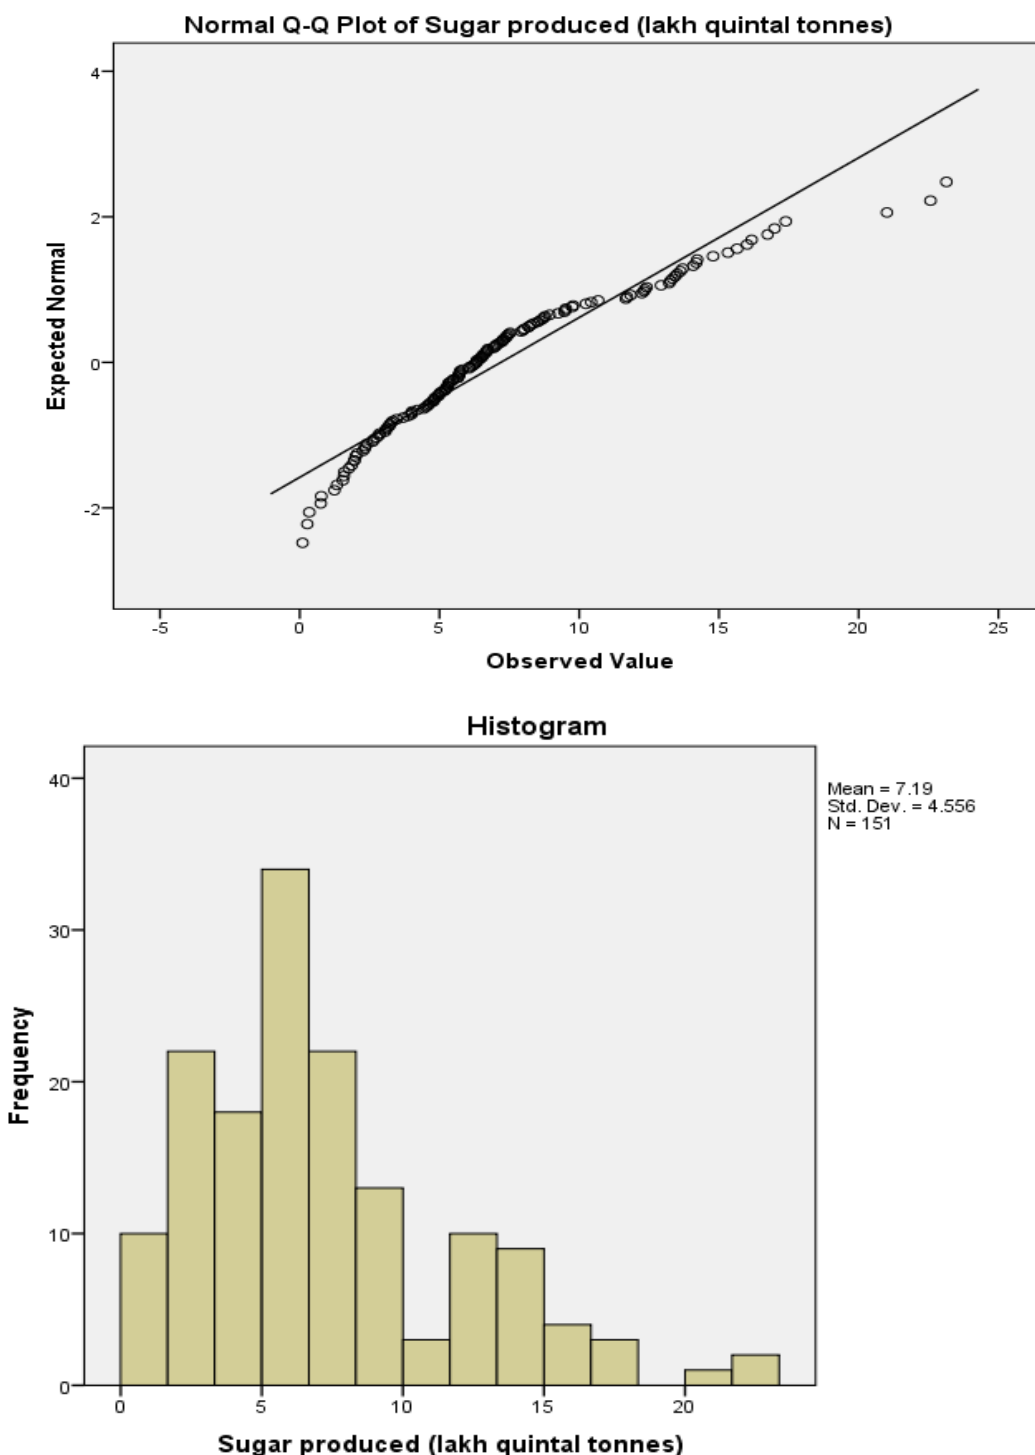 Normal Q-Q Plot of Sugar produced (lakh quintal tonnes)
4
2
0
-2
Expected Normal
-5 0 5 10 15 20 25
Observed Value
Histogram
Mean = 7.19
Std. Dev. = 4.556
N = 151
40
30
20
10
0
Frequency
0 5 10 15 20
Sugar produced (lakh quintal tonnes)